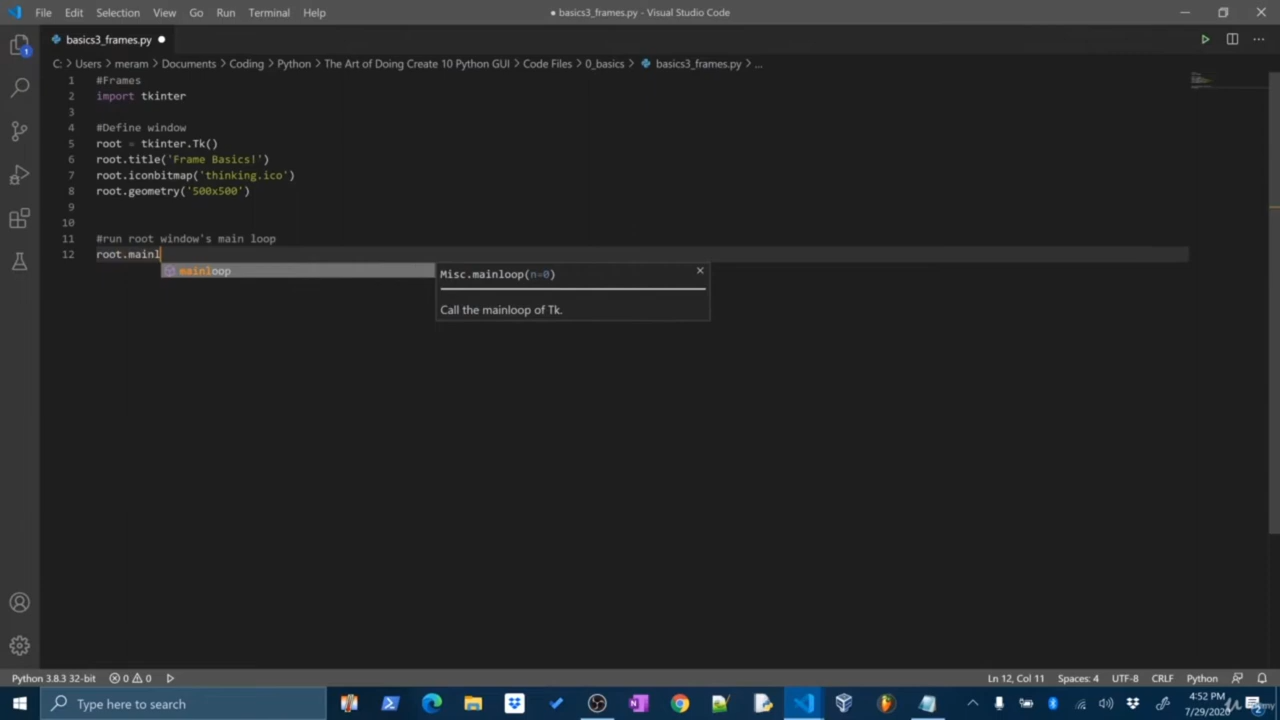 File Edit Selection View Go Run Terminal Help
● basics3_frames.py - Visual Studio Code
basics3_frames.py ●
C: > Users > meram > Documents > Coding > Python > The Art of Doing Create 10 Python GUI > Code Files > 0_basics > basics3_frames.py > ...
1 #Frames
2 import tkinter
3
4 #Define window
5 root = tkinter.Tk()
6 root.title('Frame Basics!')
7 root.iconbitmap('thinking.ico')
8 root.geometry('500x500')
9
10
11 #run root window's main loop
12 root.mainl
mainloop
Misc.mainloop(n=0)
Call the mainloop of Tk.
Python 3.8.3 32-bit 0 0 Ln 12, Col 11 Spaces: 4 UTF-8 CRLF Python
Type here to search
4:52 PM
7/29/2020